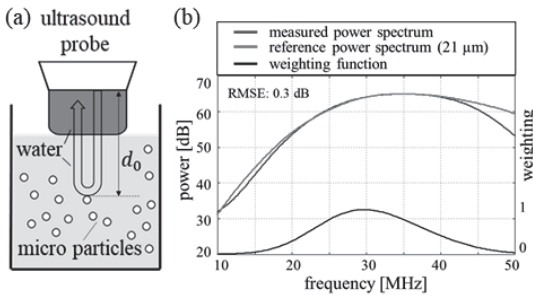 (a)
ultrasound
probe
water
d0
micro particles
(b)
measured power spectrum
reference power spectrum (21 μm)
weighting function
RMSE: 0.3 dB
power [dB]
70
60
50
40
30
20
10
20
30
40
50
frequency [MHz]
weighting
1
0